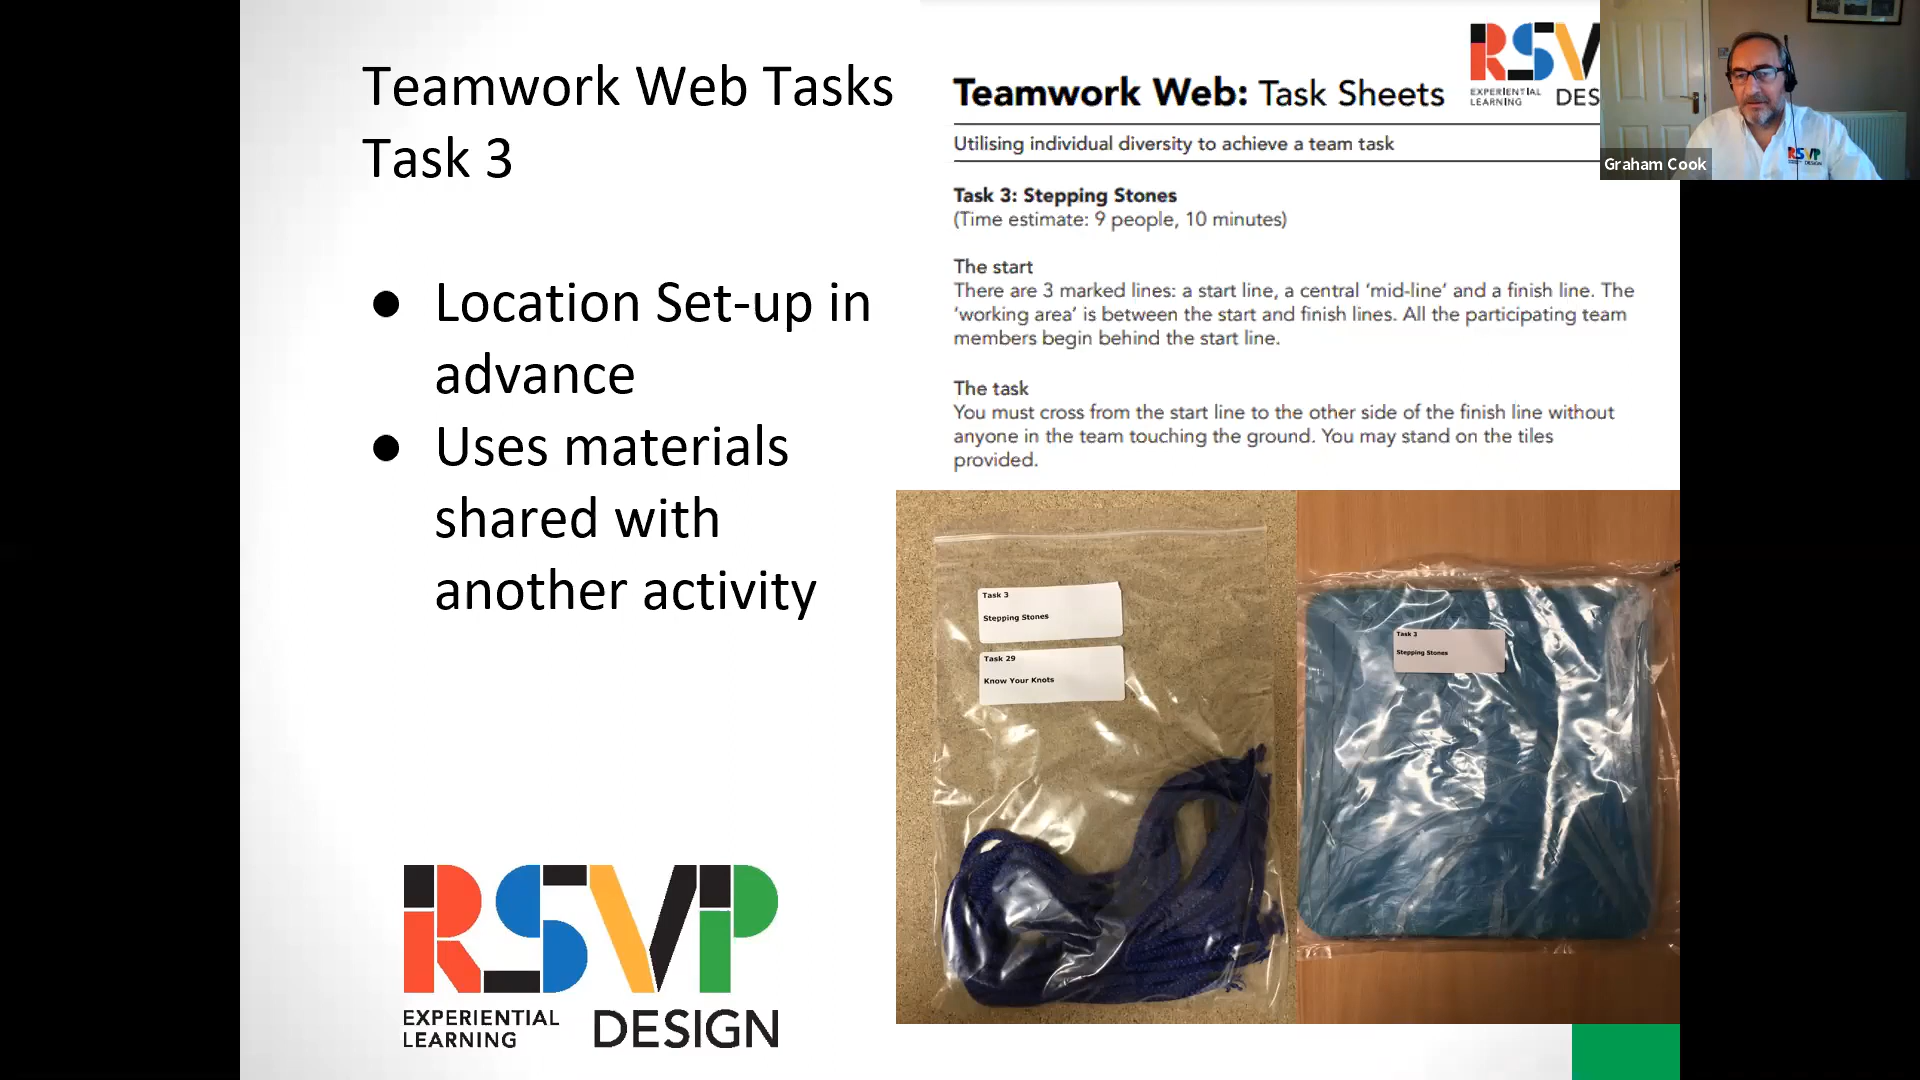 Teamwork Web Tasks
Task 3
● Location Set-up in
advance
● Uses materials
shared with
another activity
RSVP
EXPERIENTIAL
LEARNING
DESIGN
RSV
EXPERIENTIAL
LEARNING
DES
Teamwork Web: Task Sheets
Utilising individual diversity to achieve a team task
Task 3: Stepping Stones
(Time estimate: 9 people, 10 minutes)
The start
There are 3 marked lines: a start line, a central ‘mid-line’ and a finish line. The
‘working area’ is between the start and finish lines. All the participating team
members begin behind the start line.
The task
You must cross from the start line to the other side of the finish line without
anyone in the team touching the ground. You may stand on the tiles
provided.
Task 3
Stepping Stones
Task 29
Know Your Knots
Task 3
Stepping Stones
Graham Cook
RSVP
DESIGN